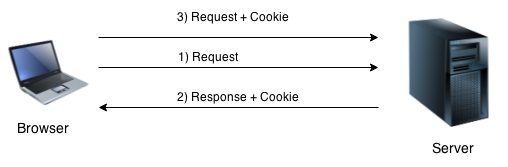 3) Request + Cookie
1) Request
2) Response + Cookie
Browser
Server